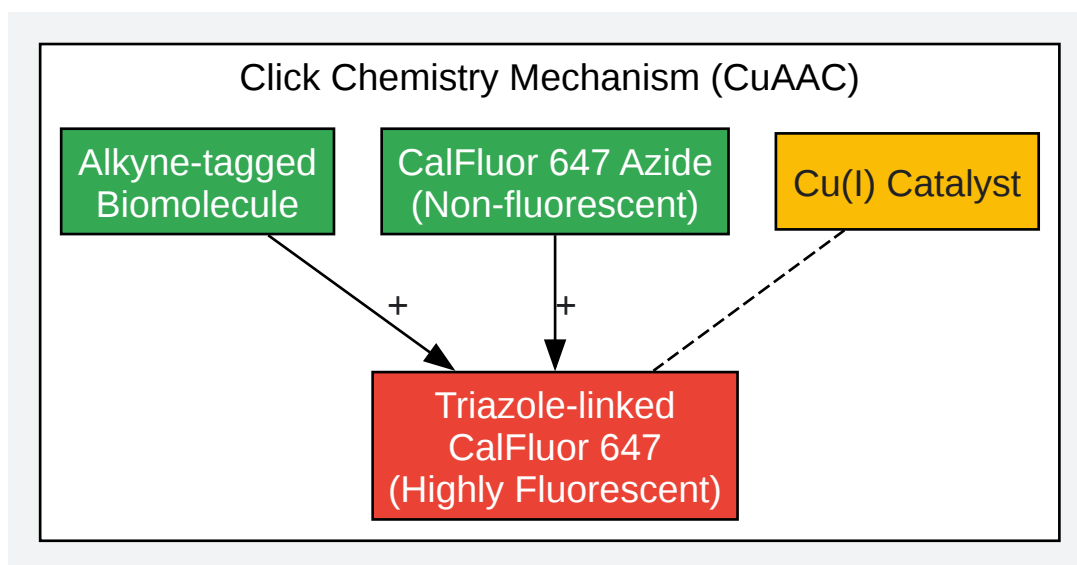 Click Chemistry Mechanism (CuAAC)
Alkyne-tagged
Biomolecule
CalFluor 647 Azide
(Non-fluorescent)
Cu(I) Catalyst
+
+
Triazole-linked
CalFluor 647
(Highly Fluorescent)